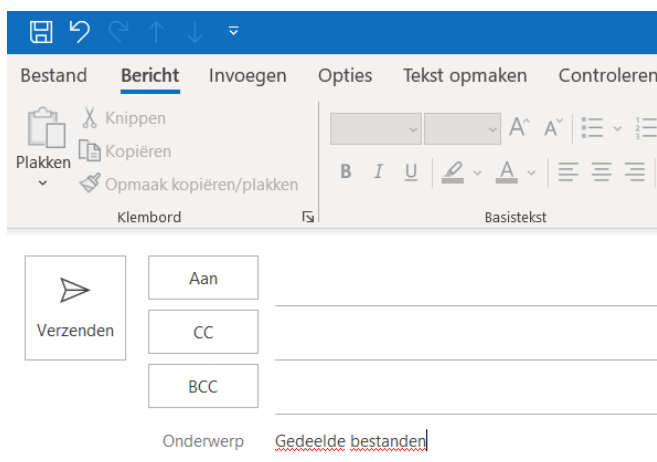 Bestand Bericht Invoegen Opties Tekst opmaken Controleren
Knippen
Kopiëren
Plakken
Opmaak kopiëren/plakken
B I U A
A A
Klembord Basistekst
Verzenden
Aan
CC
BCC
Onderwerp Gedeelde bestanden